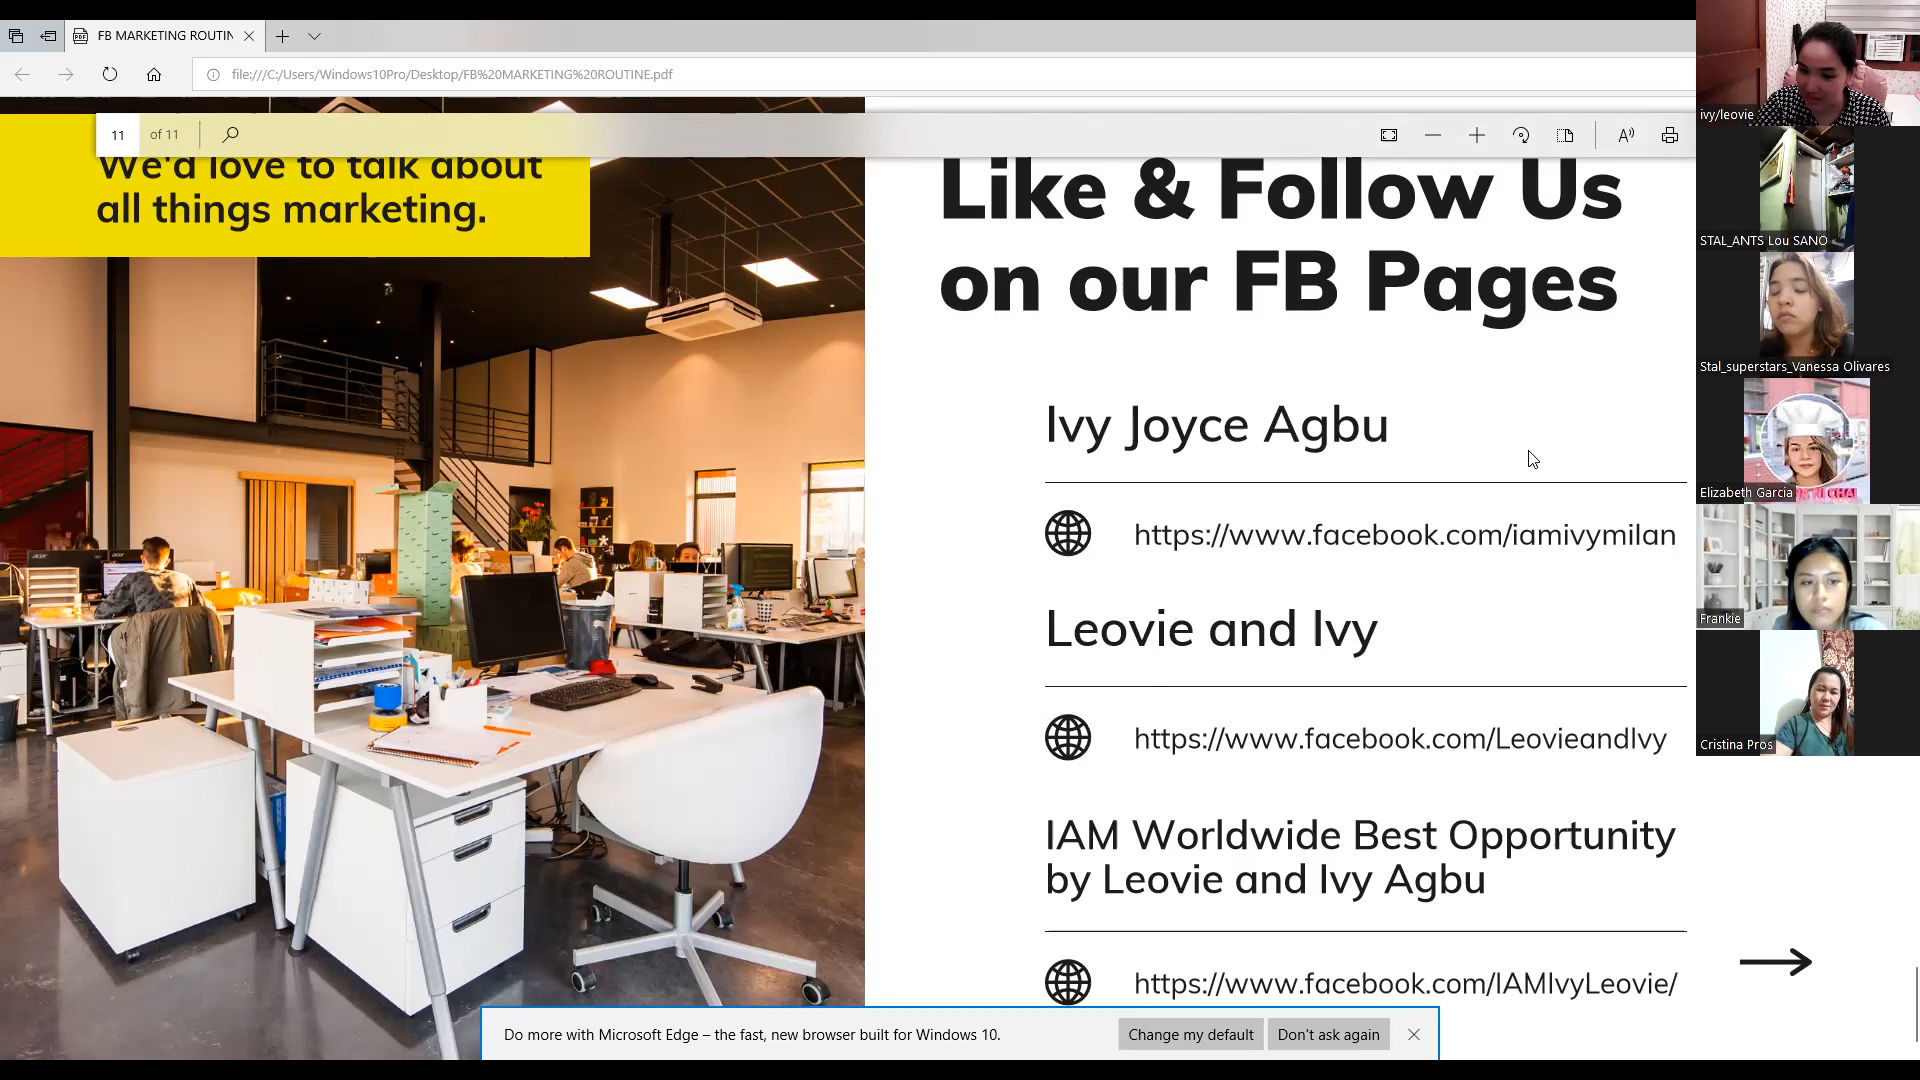 FB MARKETING ROUTIN
file:///C:/Users/Windows10Pro/Desktop/FB%20MARKETING%20ROUTINE.pdf
11 of 11
We'd love to talk about
all things marketing.
Like & Follow Us
on our FB Pages
Ivy Joyce Agbu
https://www.facebook.com/iamivymilan
Leovie and Ivy
https://www.facebook.com/LeovieandIvy
IAM Worldwide Best Opportunity
by Leovie and Ivy Agbu
https://www.facebook.com/IAMIvyLeovie/
Do more with Microsoft Edge – the fast, new browser built for Windows 10.
Change my default
Don't ask again
ivy/leovie
STAL_ANTS Lou SANO
Stal_superstars_Vanessa Olivares
Elizabeth Garcia
Frankie
Cristina Pros